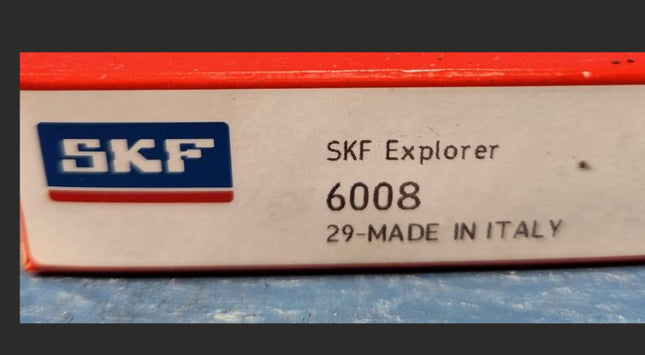 SKF
SKF Explorer
6008
29-MADE IN ITALY